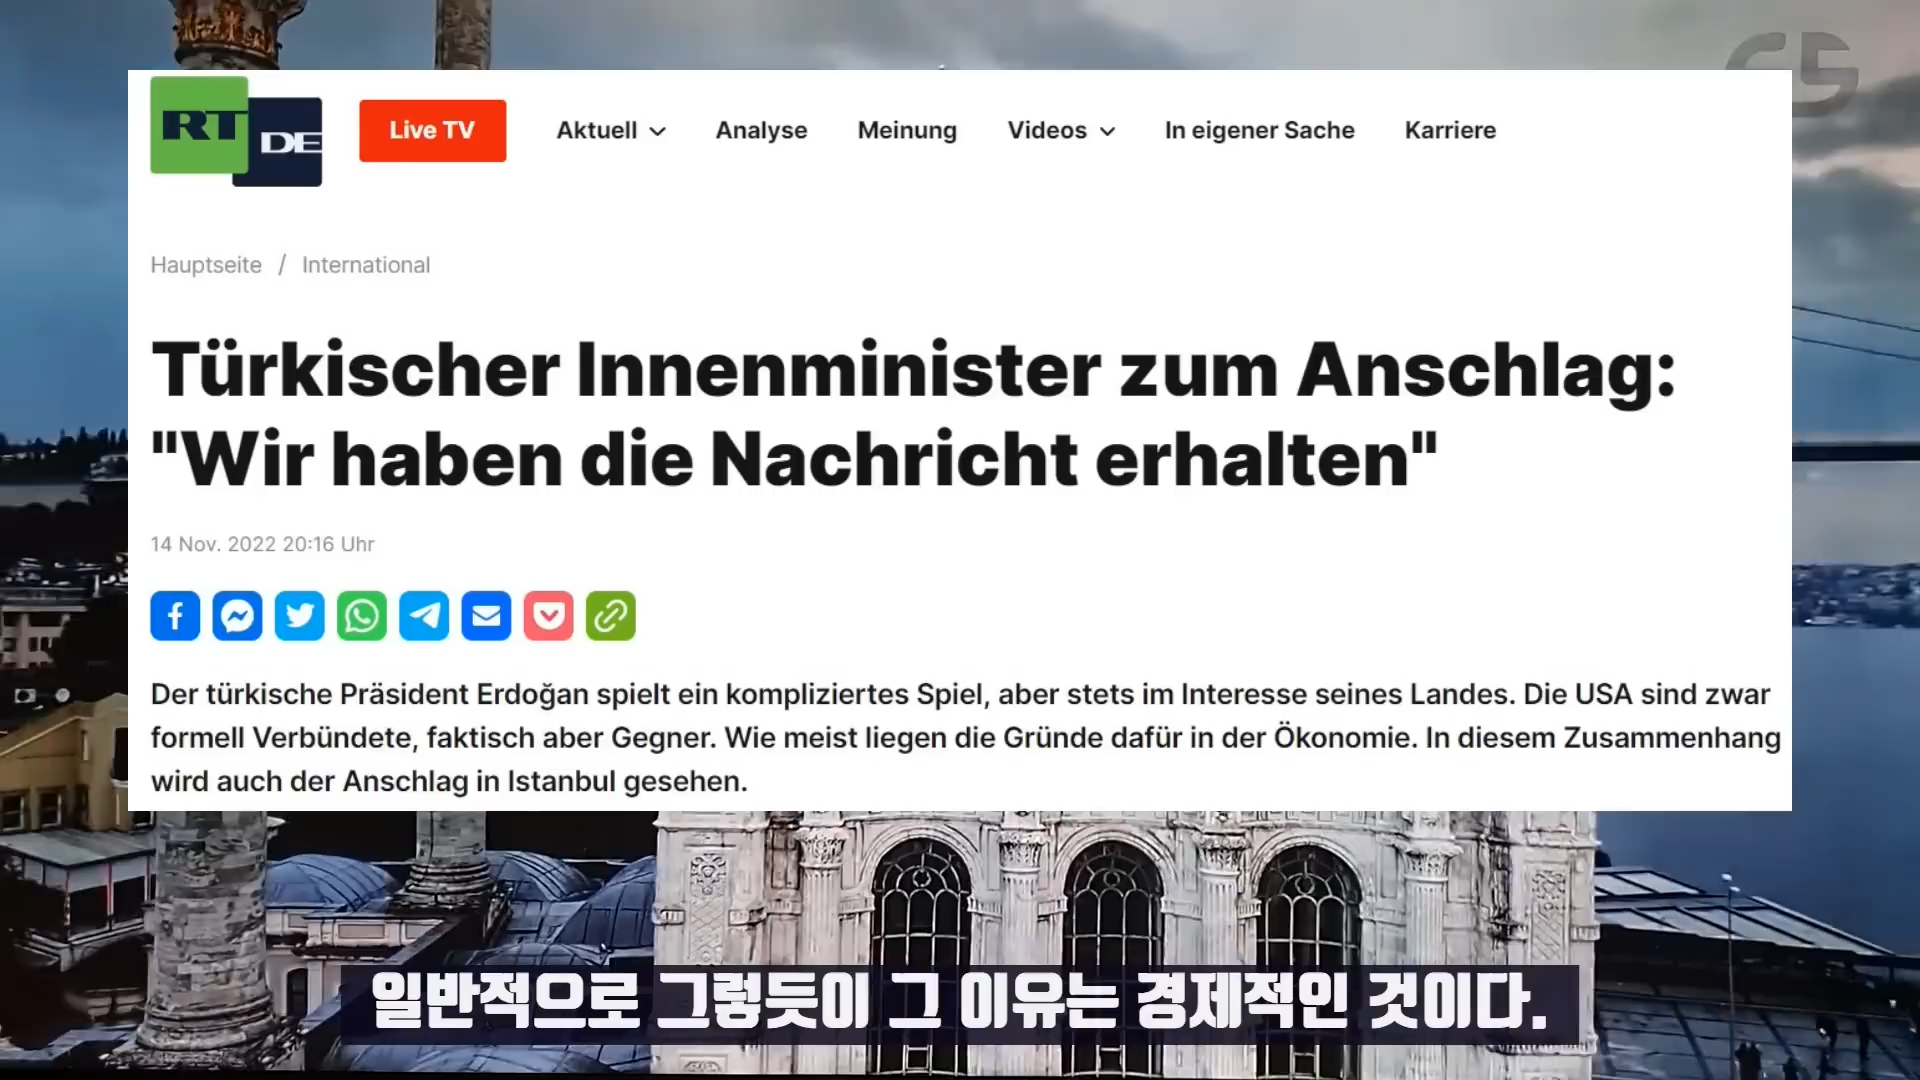 RT DE
Live TV Aktuell Analyse Meinung Videos In eigener Sache Karriere
Hauptseite / International
Türkischer Innenminister zum Anschlag:
"Wir haben die Nachricht erhalten"
14 Nov. 2022 20:16 Uhr
Der türkische Präsident Erdoğan spielt ein kompliziertes Spiel, aber stets im Interesse seines Landes. Die USA sind zwar
formell Verbündete, faktisch aber Gegner. Wie meist liegen die Gründe dafür in der Ökonomie. In diesem Zusammenhang
wird auch der Anschlag in Istanbul gesehen.
일반적으로 그렇듯이 그 이유는 경제적인 것이다.